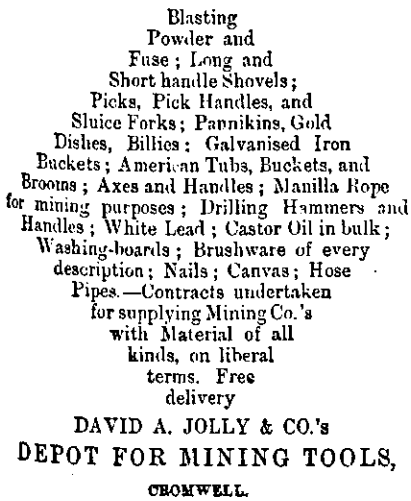 Blasting
Powder and
Fuse ; Long and
Short handle Shovels ;
Picks, Pick Handles, and
Sluice Forks ; Pannikins, Gold
Dishes, Billies : Galvanised Iron
Buckets ; American Tubs, Buckets, and
Brooms ; Axes and Handles ; Manilla Rope
for mining purposes ; Drilling Hammers and
Handles ; White Lead ; Castor Oil in bulk ;
Washing-boards ; Brushware of every
description ; Nails ; Canvas ; Hose
Pipes.—Contracts undertaken
for supplying Mining Co.'s
with Material of all
kinds, on liberal
terms. Free
delivery
DAVID A. JOLLY & CO.'s
DEPOT FOR MINING TOOLS,
CROMWELL.